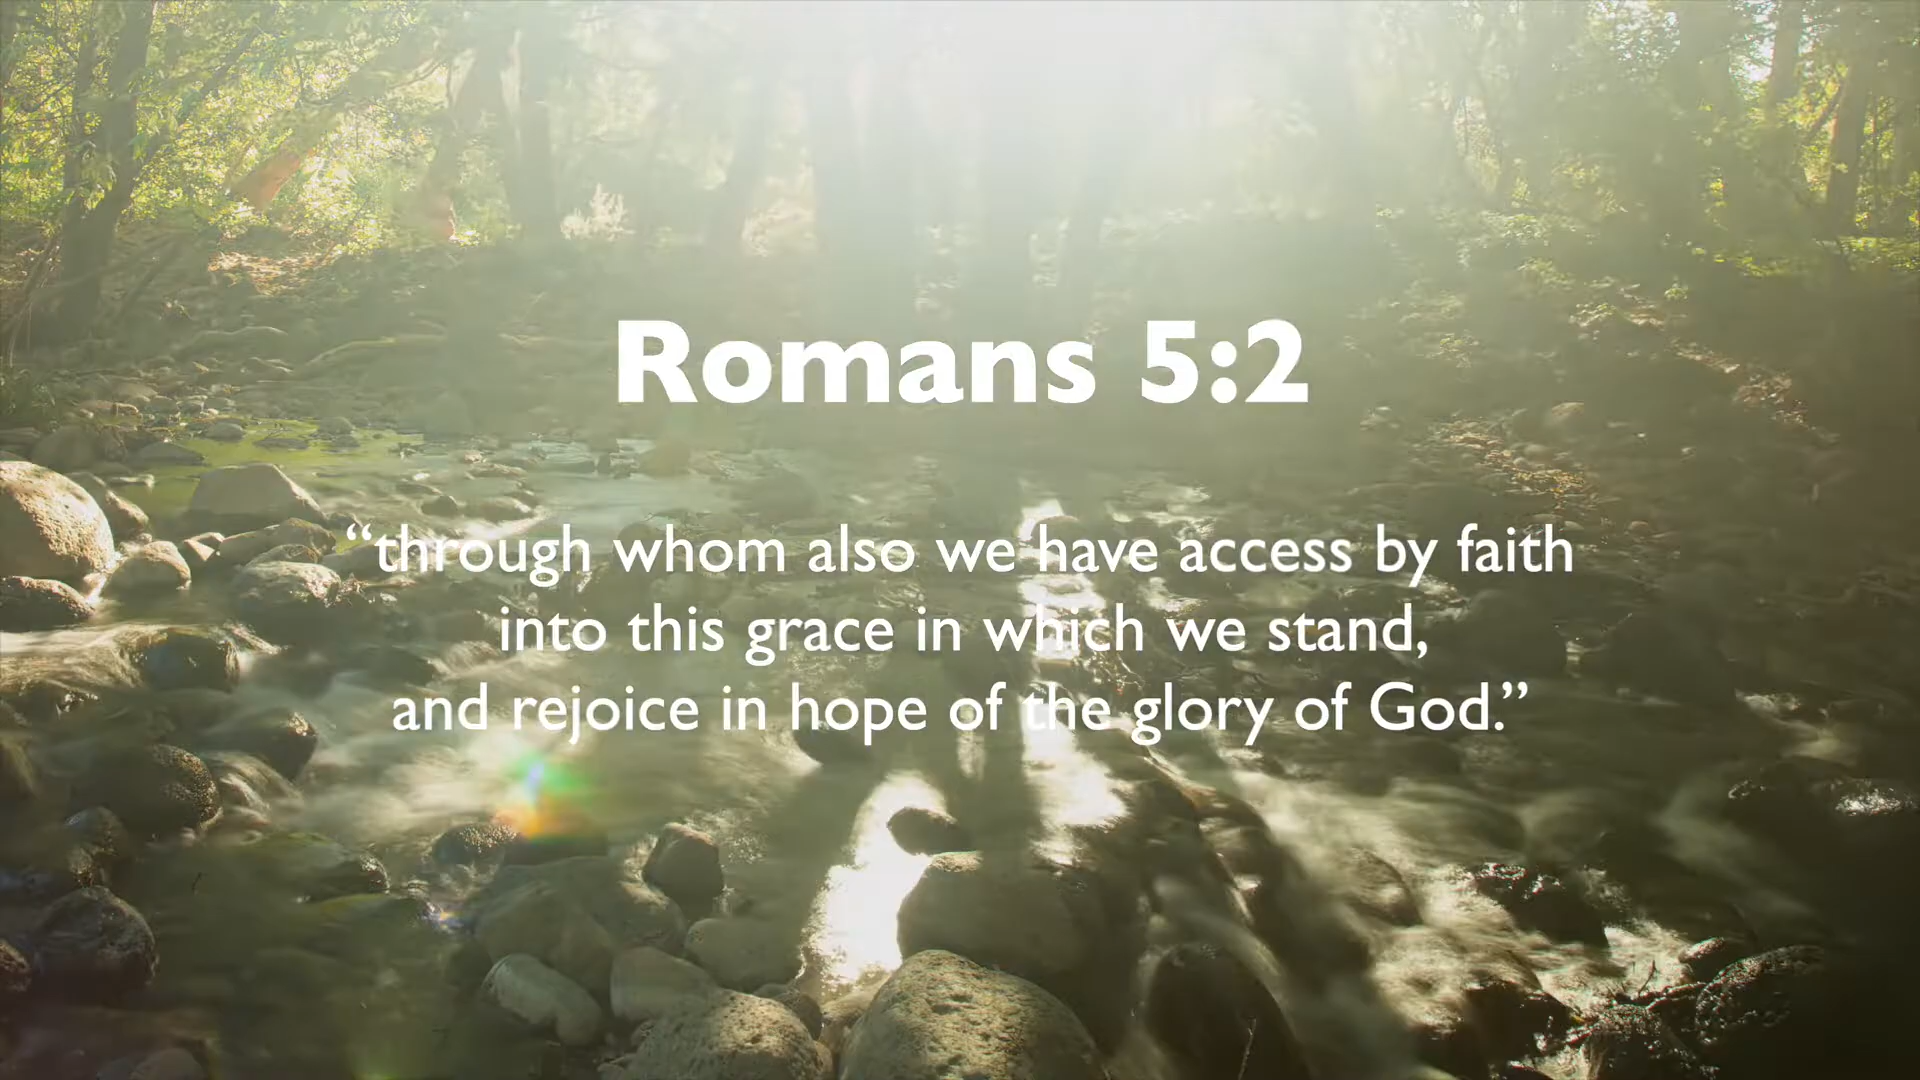 Romans 5:2
“through whom also we have access by faith
into this grace in which we stand,
and rejoice in hope of the glory of God.”